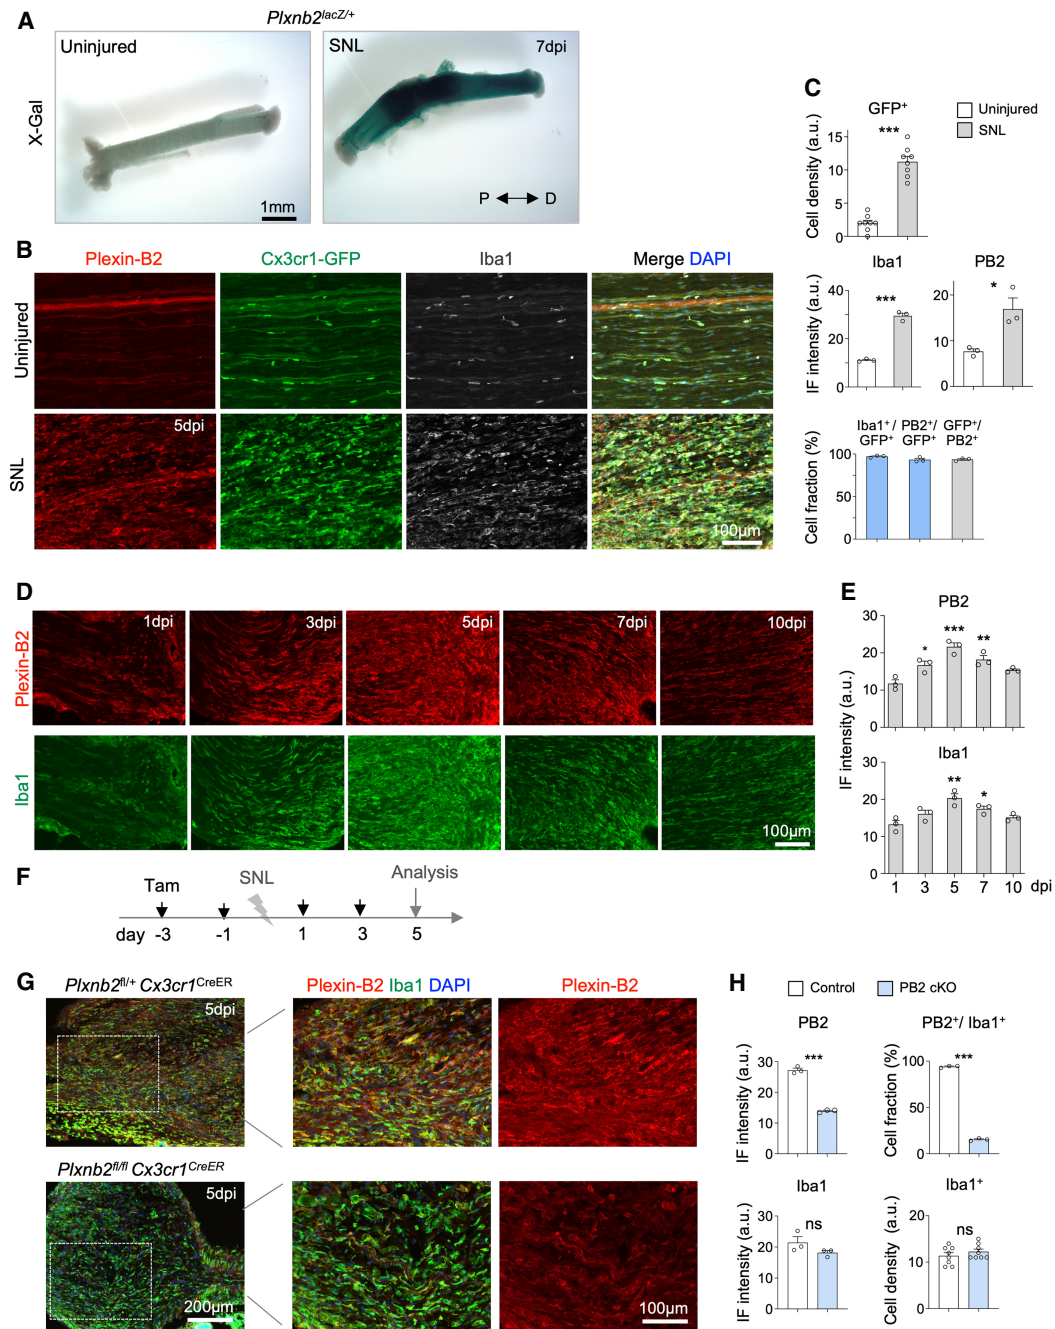 A
Plxnb2lacZ/+
Uninjured
SNL
7dpi
X-Gal
1mm
P
D
B
Plexin-B2
Cx3cr1-GFP
Iba1
Merge DAPI
Uninjured
SNL
5dpi
100µm
C
GFP+
Uninjured
SNL
***
Cell density (a.u.)
15
10
5
0
Iba1
PB2
***
*
IF intensity (a.u.)
40
20
0
20
10
0
Iba1+/ PB2+/ GFP+/
GFP+ GFP+ PB2+
Cell fraction (%)
100
50
0
D
1dpi
3dpi
5dpi
7dpi
10dpi
Plexin-B2
Iba1
100µm
E
PB2
30
20
10
0
*
***
**
IF intensity (a.u.)
Iba1
30
20
10
0
**
*
1 3 5 7 10 dpi
F
Tam
SNL
Analysis
day -3 -1 1 3 5
G
Plxnb2fl/+ Cx3cr1CreER
5dpi
Plexin-B2 Iba1 DAPI
Plexin-B2
Plxnb2fl/fl Cx3cr1CreER
5dpi
200µm
100µm
H
Control
PB2 cKO
PB2
PB2+/ Iba1+
IF intensity (a.u.)
30
20
10
0
***
Cell fraction (%)
100
50
0
***
Iba1
Iba1+
IF intensity (a.u.)
30
20
10
0
ns
Cell density (a.u.)
20
10
0
ns